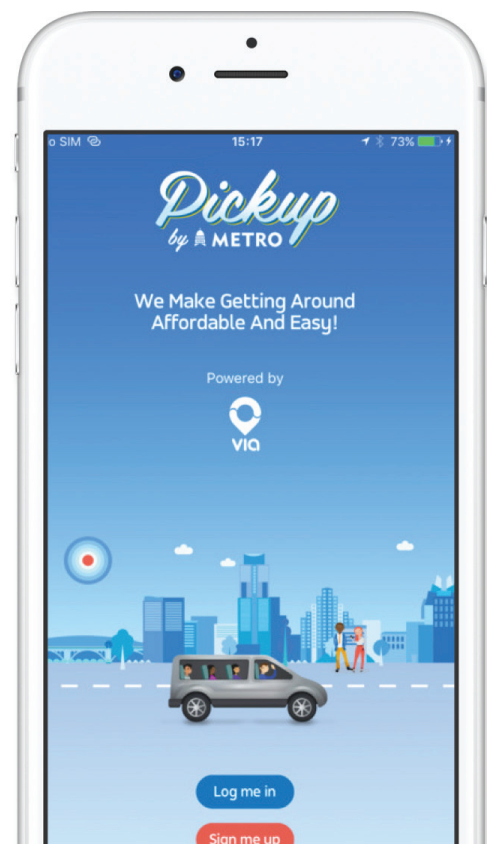 o SIM 15:17 73%
Pickup
by METRO
We Make Getting Around
Affordable And Easy!
Powered by
via
Log me in
Sign me up